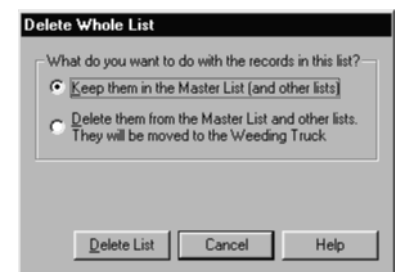 Delete Whole List
What do you want to do with the records in this list?
Keep them in the Master List (and other lists)
Delete them from the Master List and other lists.
They will be moved to the Weeding Truck
Delete List
Cancel
Help